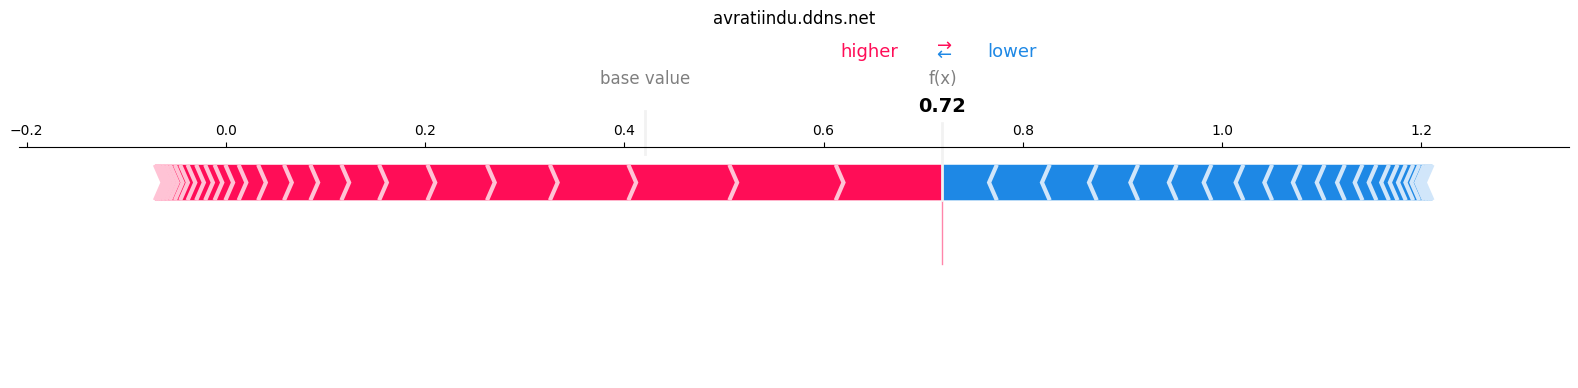 avratiindu.ddns.net
higher ⇄ lower
base value f(x)
0.72
−0.2 0.0 0.2 0.4 0.6 0.8 1.0 1.2